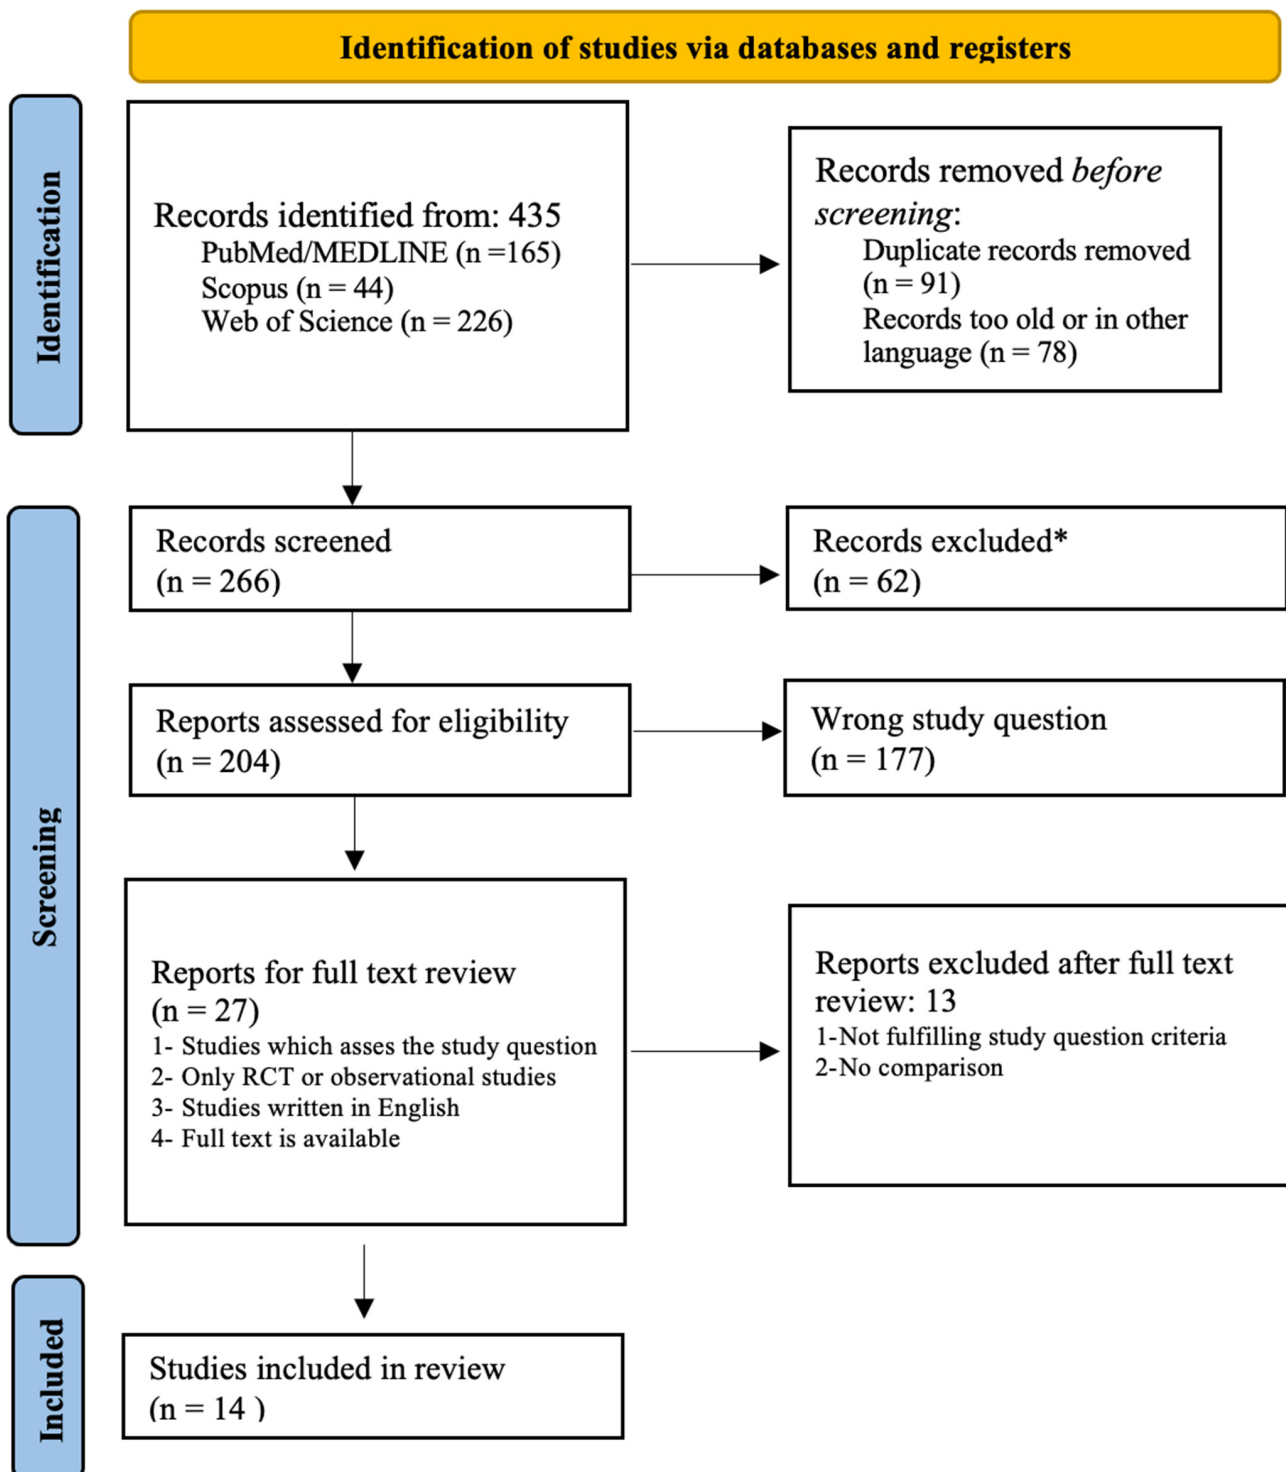 Identification of studies via databases and registers
Identification
Records identified from: 435
PubMed/MEDLINE (n =165)
Scopus (n = 44)
Web of Science (n = 226)
Records removed before
screening:
Duplicate records removed
(n = 91)
Records too old or in other
language (n = 78)
Screening
Records screened
(n = 266)
Records excluded*
(n = 62)
Reports assessed for eligibility
(n = 204)
Wrong study question
(n = 177)
Reports for full text review
(n = 27)
1- Studies which asses the study question
2- Only RCT or observational studies
3- Studies written in English
4- Full text is available
Reports excluded after full text
review: 13
1-Not fulfilling study question criteria
2-No comparison
Included
Studies included in review
(n = 14 )